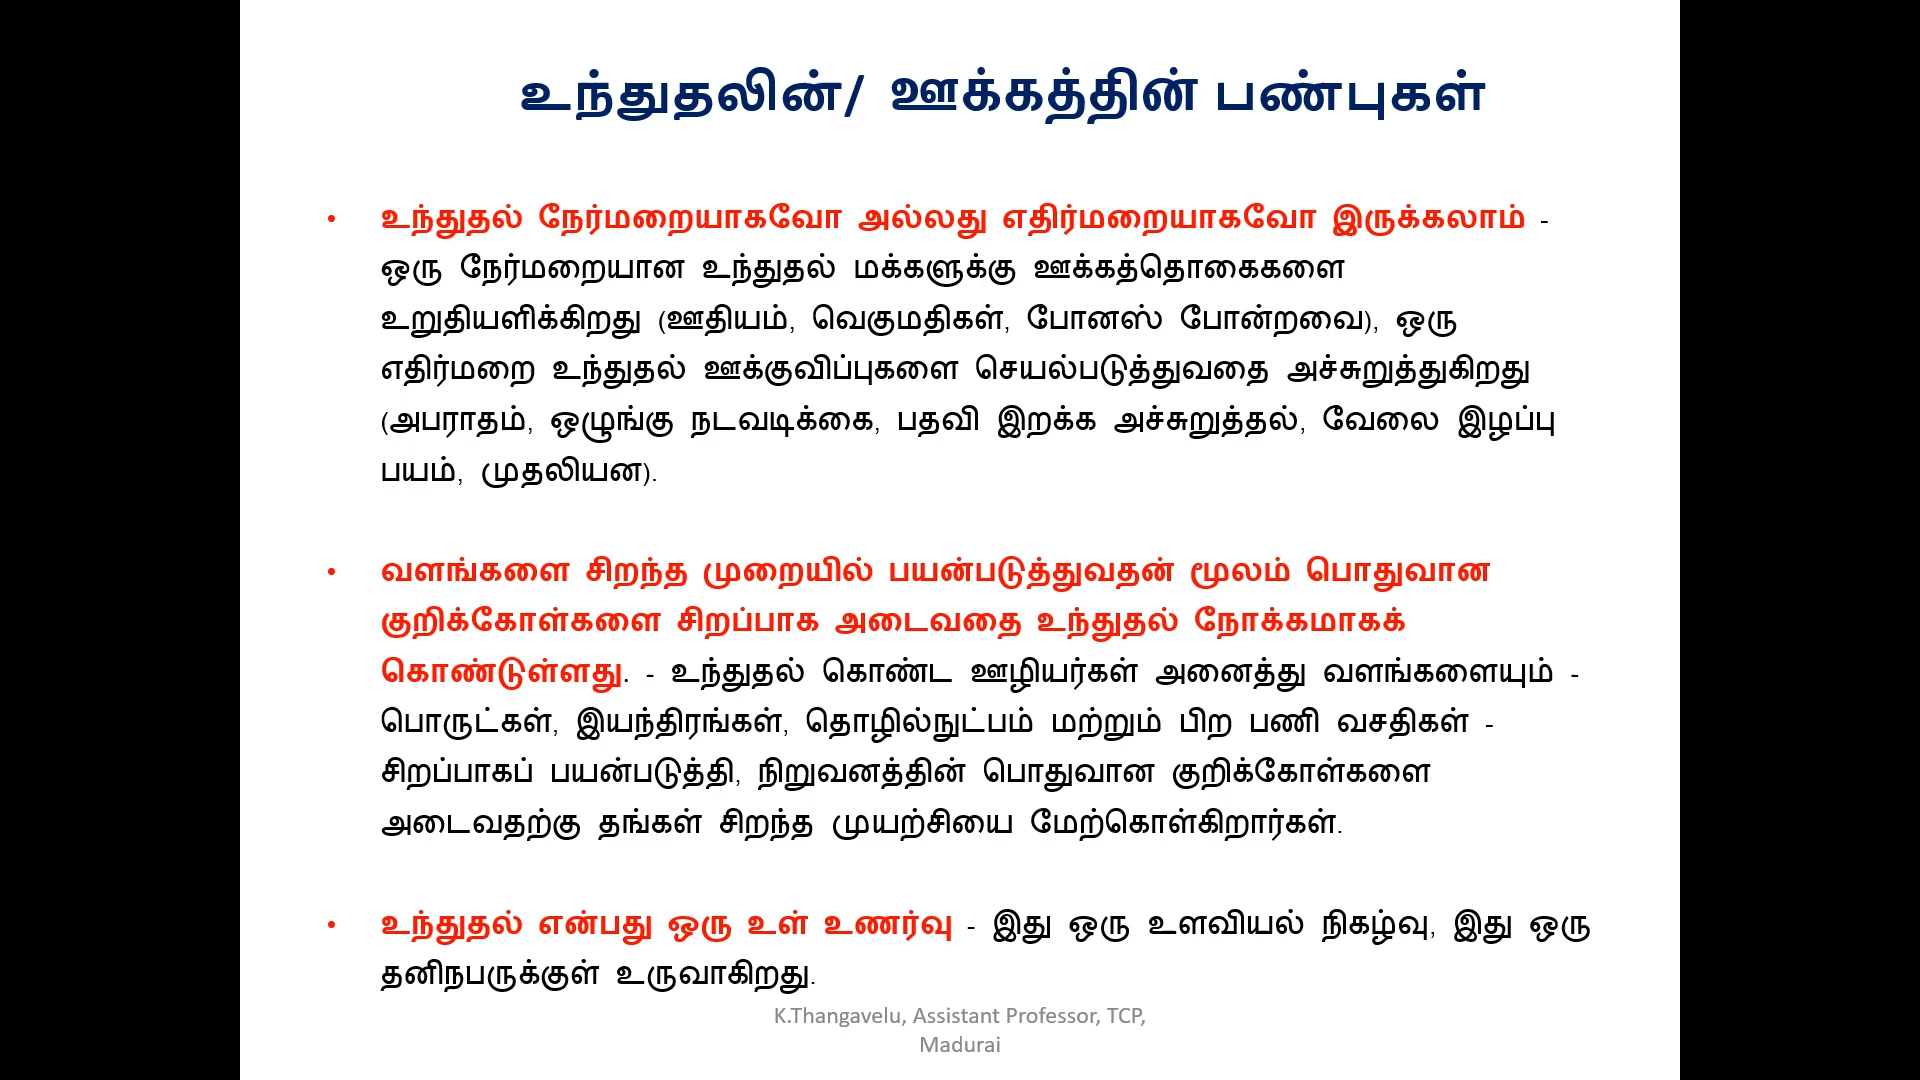 உந்துதலின்/ ஊக்கத்தின் பண்புகள்
• உந்துதல் நேர்மறையாகவோ அல்லது எதிர்மறையாகவோ இருக்கலாம் -
ஒரு நேர்மறையான உந்துதல் மக்களுக்கு ஊக்கத்தொகைகளை
உறுதியளிக்கிறது (ஊதியம், வெகுமதிகள், போனஸ் போன்றவை), ஒரு
எதிர்மறை உந்துதல் ஊக்குவிப்புகளை செயல்படுத்துவதை அச்சுறுத்துகிறது
(அபராதம், ஒழுங்கு நடவடிக்கை, பதவி இறக்க அச்சுறுத்தல், வேலை இழப்பு
பயம், முதலியன).
• வளங்களை சிறந்த முறையில் பயன்படுத்துவதன் மூலம் பொதுவான
குறிக்கோள்களை சிறப்பாக அடைவதை உந்துதல் நோக்கமாகக்
கொண்டுள்ளது. - உந்துதல் கொண்ட ஊழியர்கள் அனைத்து வளங்களையும் -
பொருட்கள், இயந்திரங்கள், தொழில்நுட்பம் மற்றும் பிற பணி வசதிகள் -
சிறப்பாகப் பயன்படுத்தி, நிறுவனத்தின் பொதுவான குறிக்கோள்களை
அடைவதற்கு தங்கள் சிறந்த முயற்சியை மேற்கொள்கிறார்கள்.
• உந்துதல் என்பது ஒரு உள் உணர்வு - இது ஒரு உளவியல் நிகழ்வு, இது ஒரு
தனிநபருக்குள் உருவாகிறது.
K.Thangavelu, Assistant Professor, TCP,
Madurai